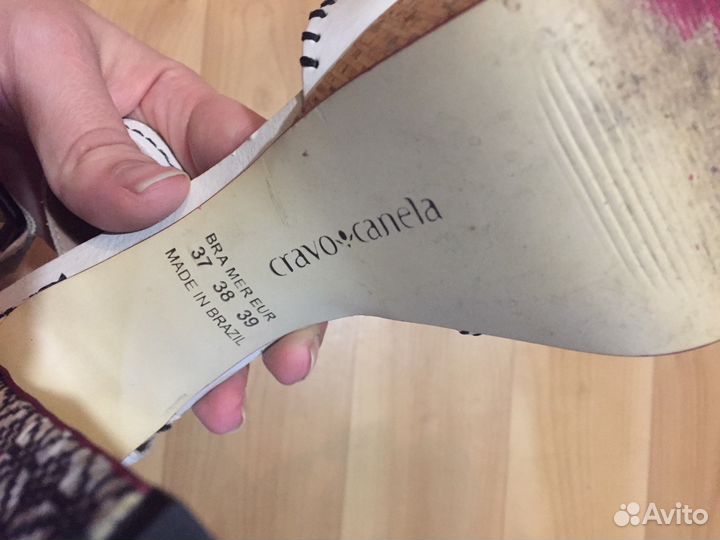 cravo canela
BRA MER EUR
37 38 39
MADE IN BRAZIL
Avito